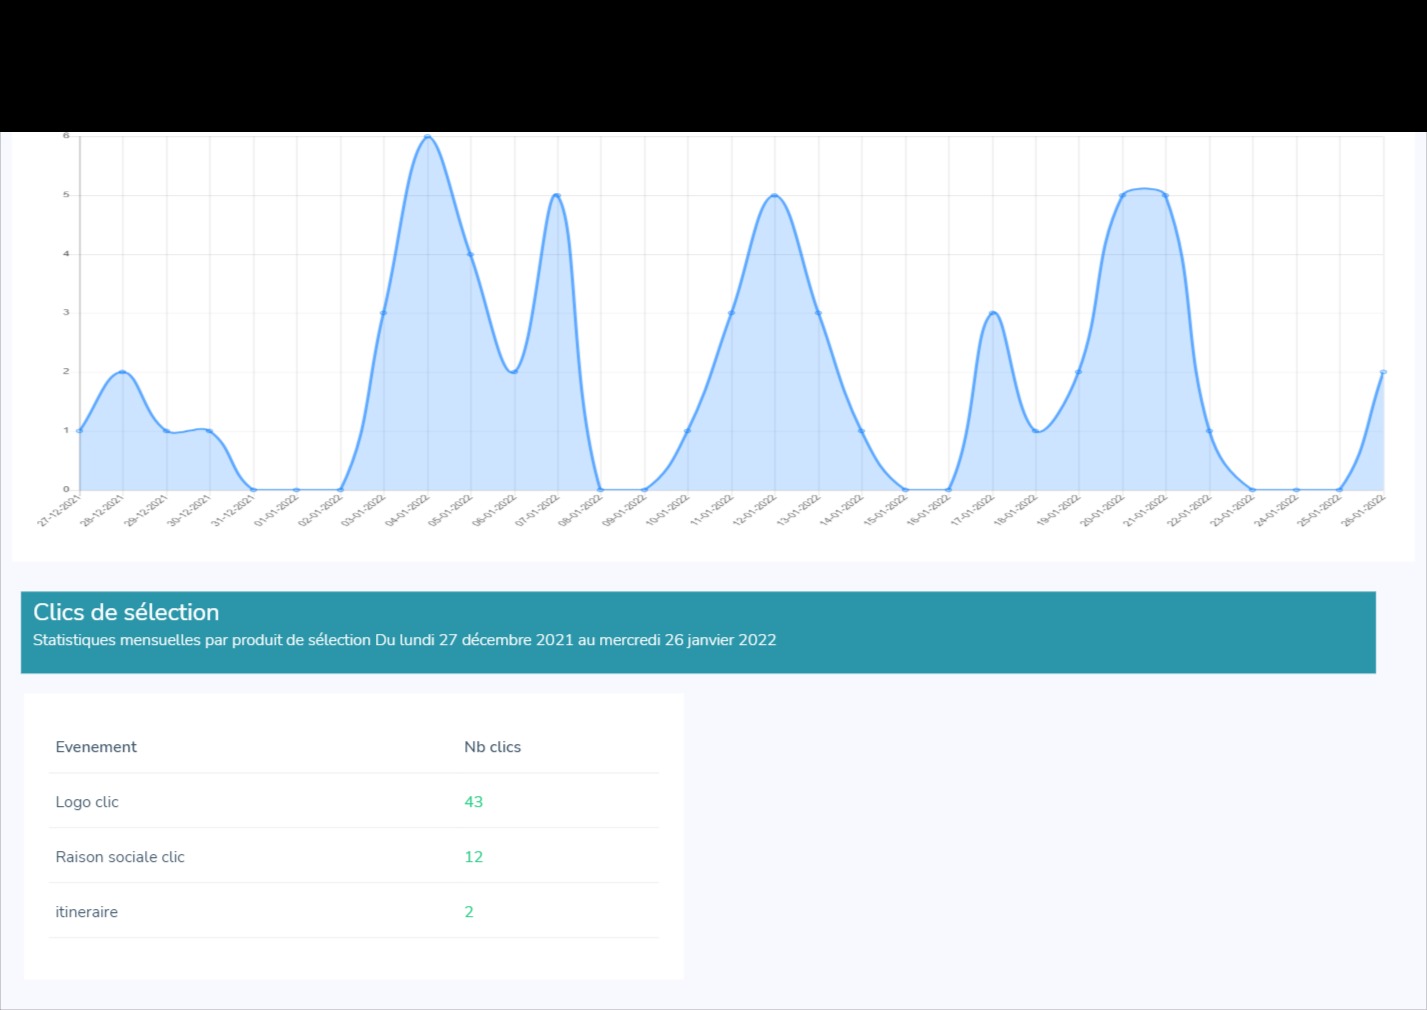 6
5
4
3
2
1
0
27-12-2021 28-12-2021 29-12-2021 30-12-2021 31-12-2021 01-01-2022 02-01-2022 03-01-2022 04-01-2022 05-01-2022 06-01-2022 07-01-2022 08-01-2022 09-01-2022 10-01-2022 11-01-2022 12-01-2022 13-01-2022 14-01-2022 15-01-2022 16-01-2022 17-01-2022 18-01-2022 19-01-2022 20-01-2022 21-01-2022 22-01-2022 23-01-2022 24-01-2022 25-01-2022 26-01-2022
Clics de sélection
Statistiques mensuelles par produit de sélection Du lundi 27 décembre 2021 au mercredi 26 janvier 2022
Evenement Nb clics
Logo clic 43
Raison sociale clic 12
itineraire 2